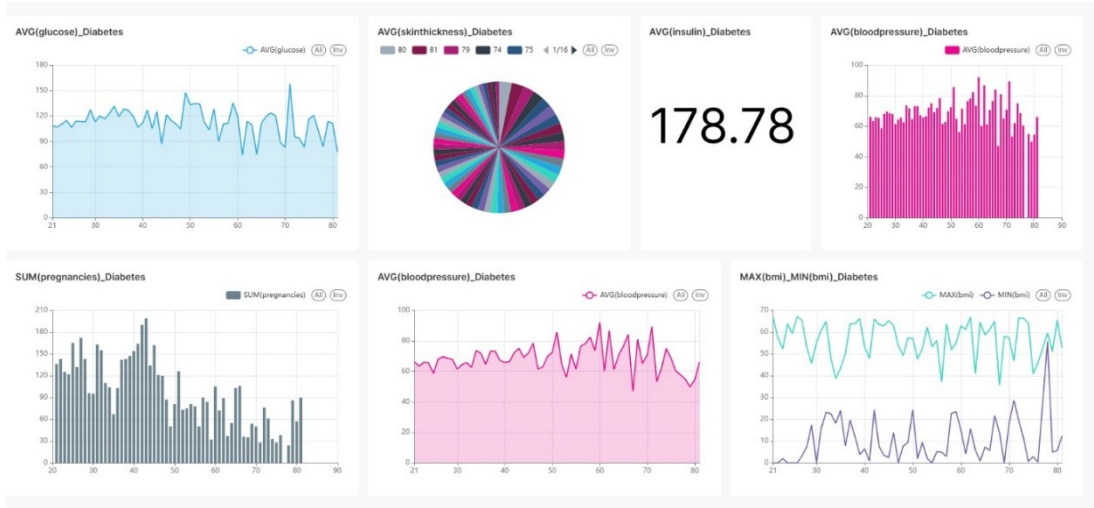 AVG(glucose)_Diabetes
AVG(glucose) All Inv
180
150
120
90
60
30
0
21 30 40 50 60 70 80
AVG(skinthickness)_Diabetes
80 81 79 74 75 1/16 All Inv
AVG(insulin)_Diabetes
178.78
AVG(bloodpressure)_Diabetes
AVG(bloodpressure) All Inv
100
80
60
40
20
0
20 30 40 50 60 70 80 90
SUM(pregnancies)_Diabetes
SUM(pregnancies) All Inv
210
180
150
120
90
60
30
0
20 30 40 50 60 70 80 90
AVG(bloodpressure)_Diabetes
AVG(bloodpressure) All Inv
100
80
60
40
20
0
21 30 40 50 60 70 80
MAX(bmi)_MIN(bmi)_Diabetes
MAX(bmi) MIN(bmi) All Inv
70
60
50
40
30
20
10
0
21 30 40 50 60 70 80